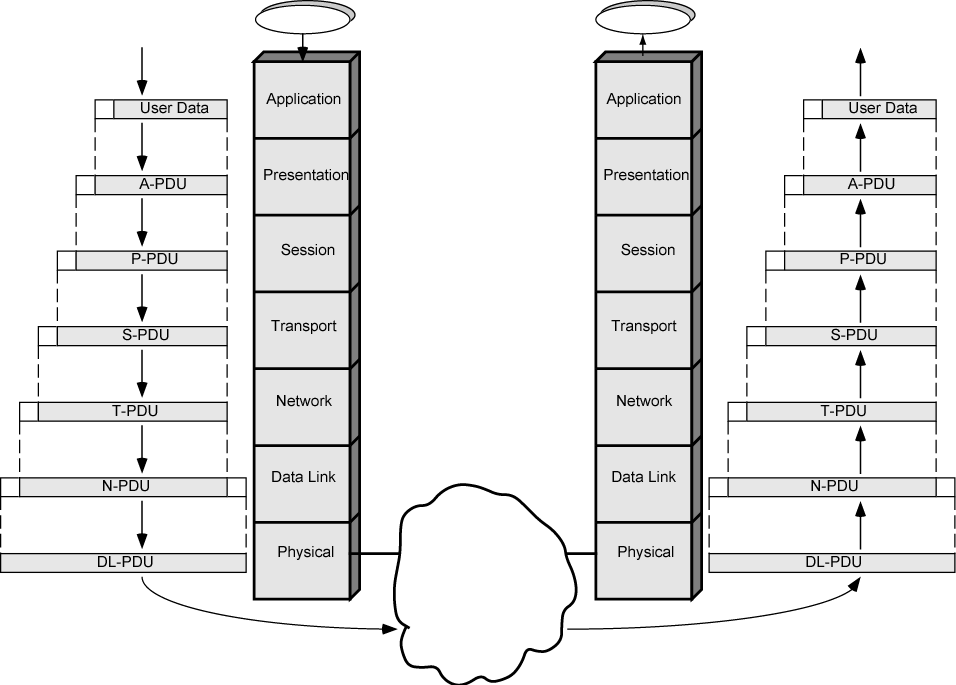 User Data
A-PDU
P-PDU
S-PDU
T-PDU
N-PDU
DL-PDU
Application
Presentation
Session
Transport
Network
Data Link
Physical
Application
Presentation
Session
Transport
Network
Data Link
Physical
User Data
A-PDU
P-PDU
S-PDU
T-PDU
N-PDU
DL-PDU